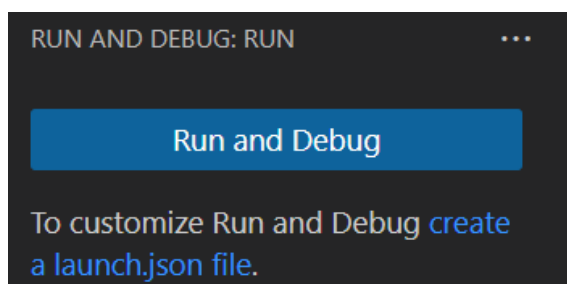 RUN AND DEBUG: RUN
Run and Debug
To customize Run and Debug create
a launch.json file.